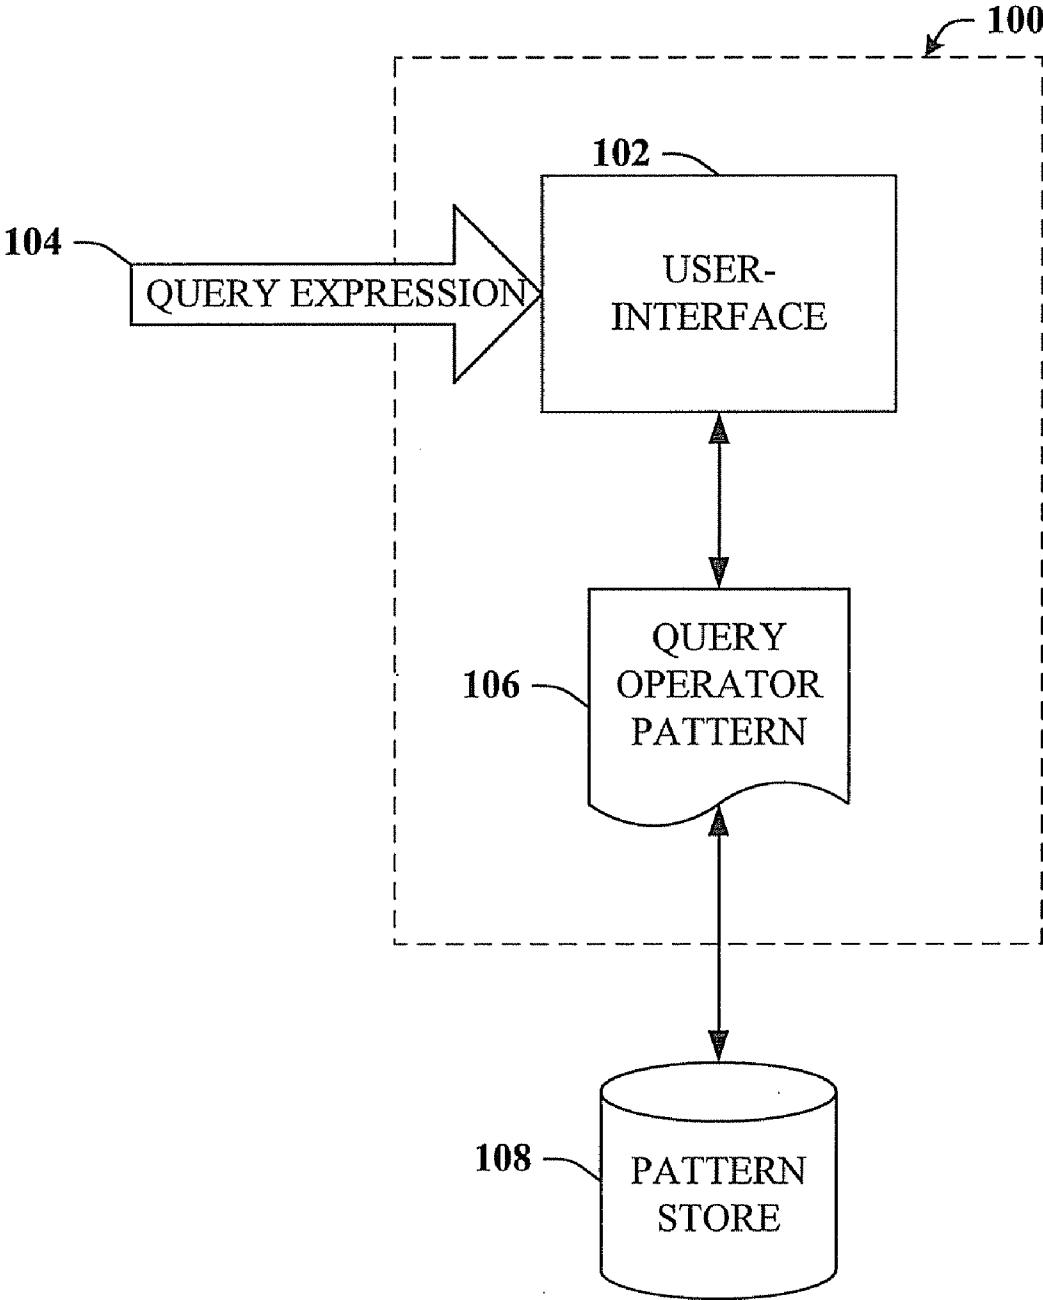 100
102
104
QUERY EXPRESSION
USER-
INTERFACE
106
QUERY
OPERATOR
PATTERN
108
PATTERN
STORE